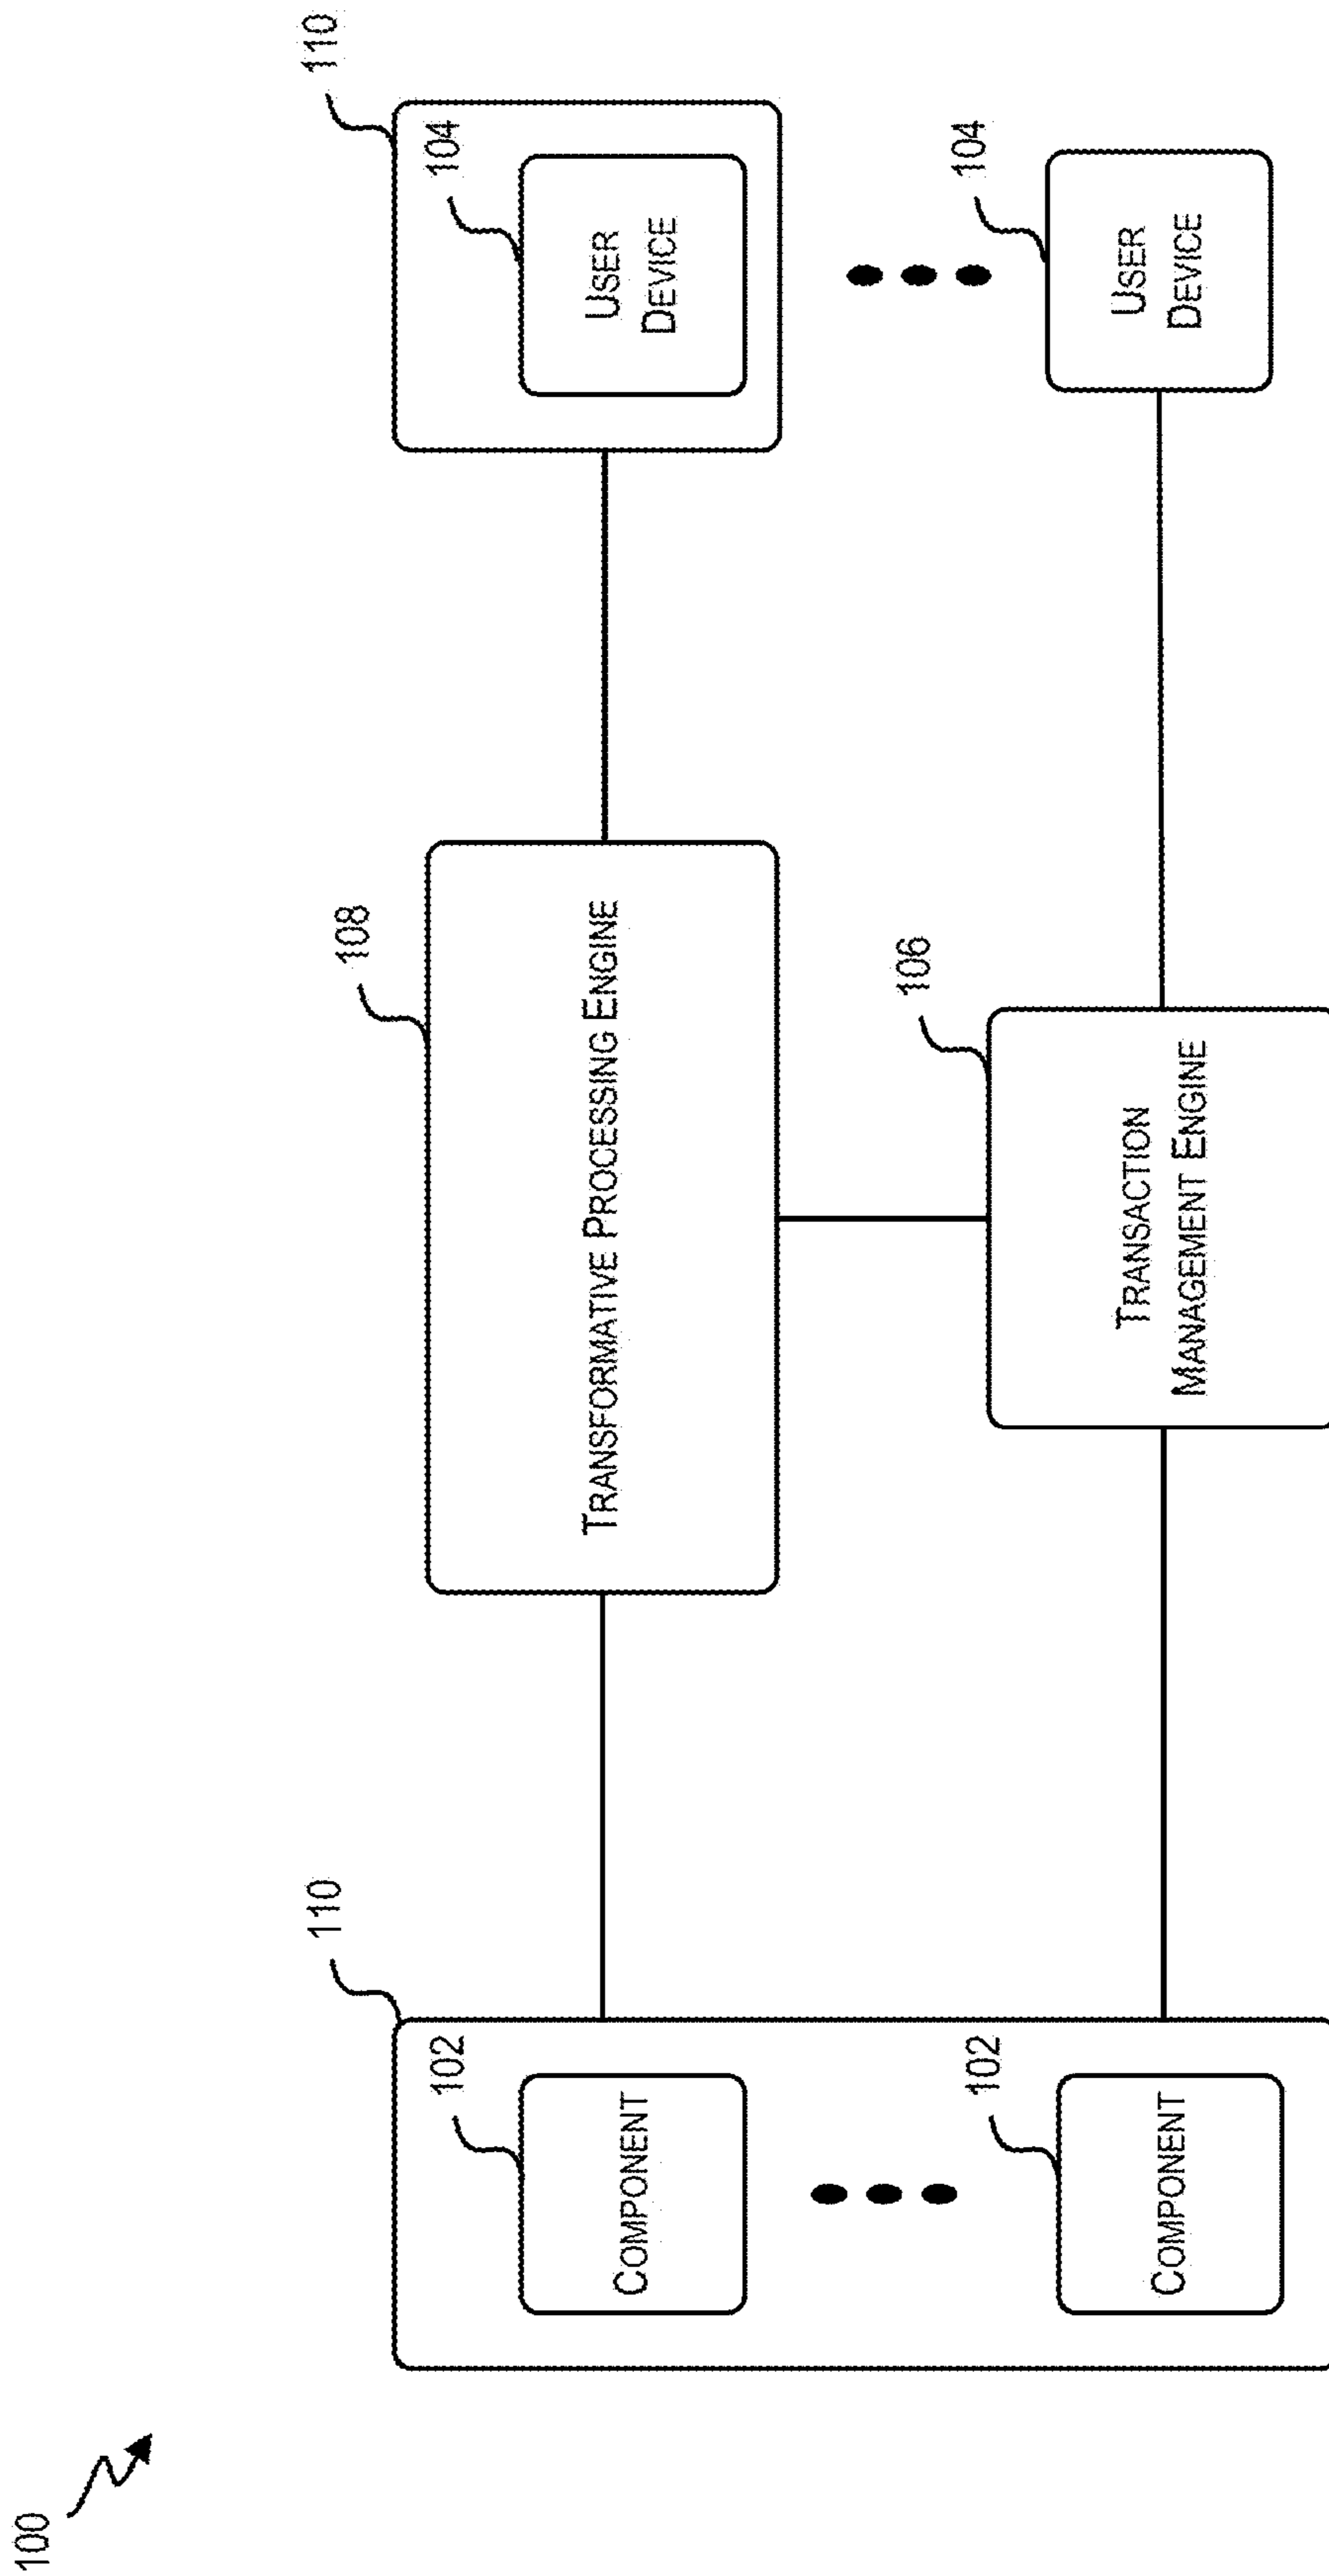 100
110
102
COMPONENT
102
COMPONENT
108
TRANSFORMATIVE PROCESSING ENGINE
106
TRANSACTION
MANAGEMENT ENGINE
110
104
USER
DEVICE
104
USER
DEVICE